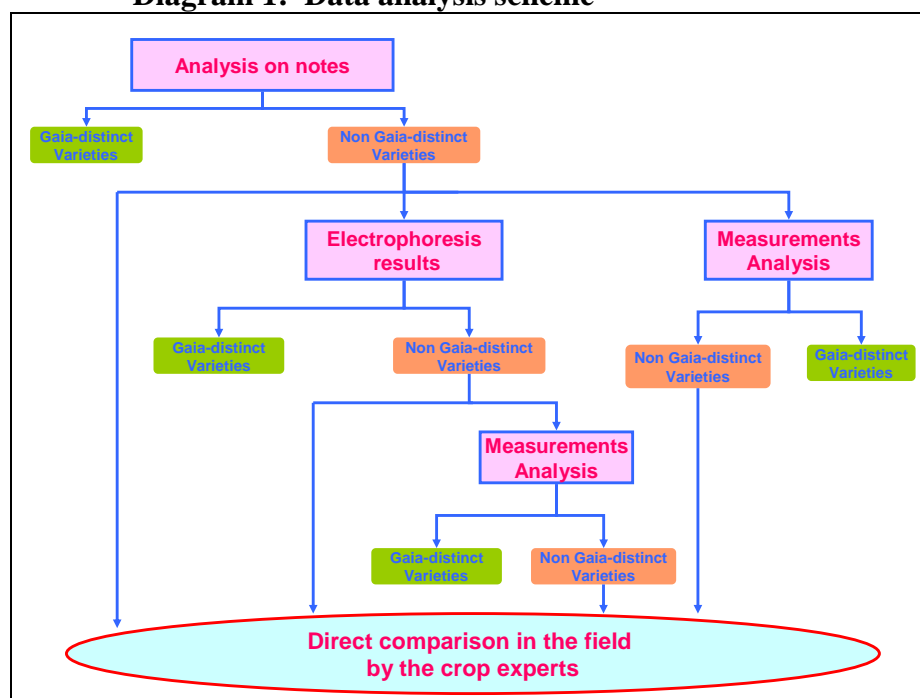 Diagram 1: Data analysis scheme
Analysis on notes
Gaia-distinct
Varieties
Non Gaia-distinct
Varieties
Electrophoresis
results
Measurements
Analysis
Gaia-distinct
Varieties
Non Gaia-distinct
Varieties
Non Gaia-distinct
Varieties
Gaia-distinct
Varieties
Measurements
Analysis
Gaia-distinct
Varieties
Non Gaia-distinct
Varieties
Direct comparison in the field
by the crop experts